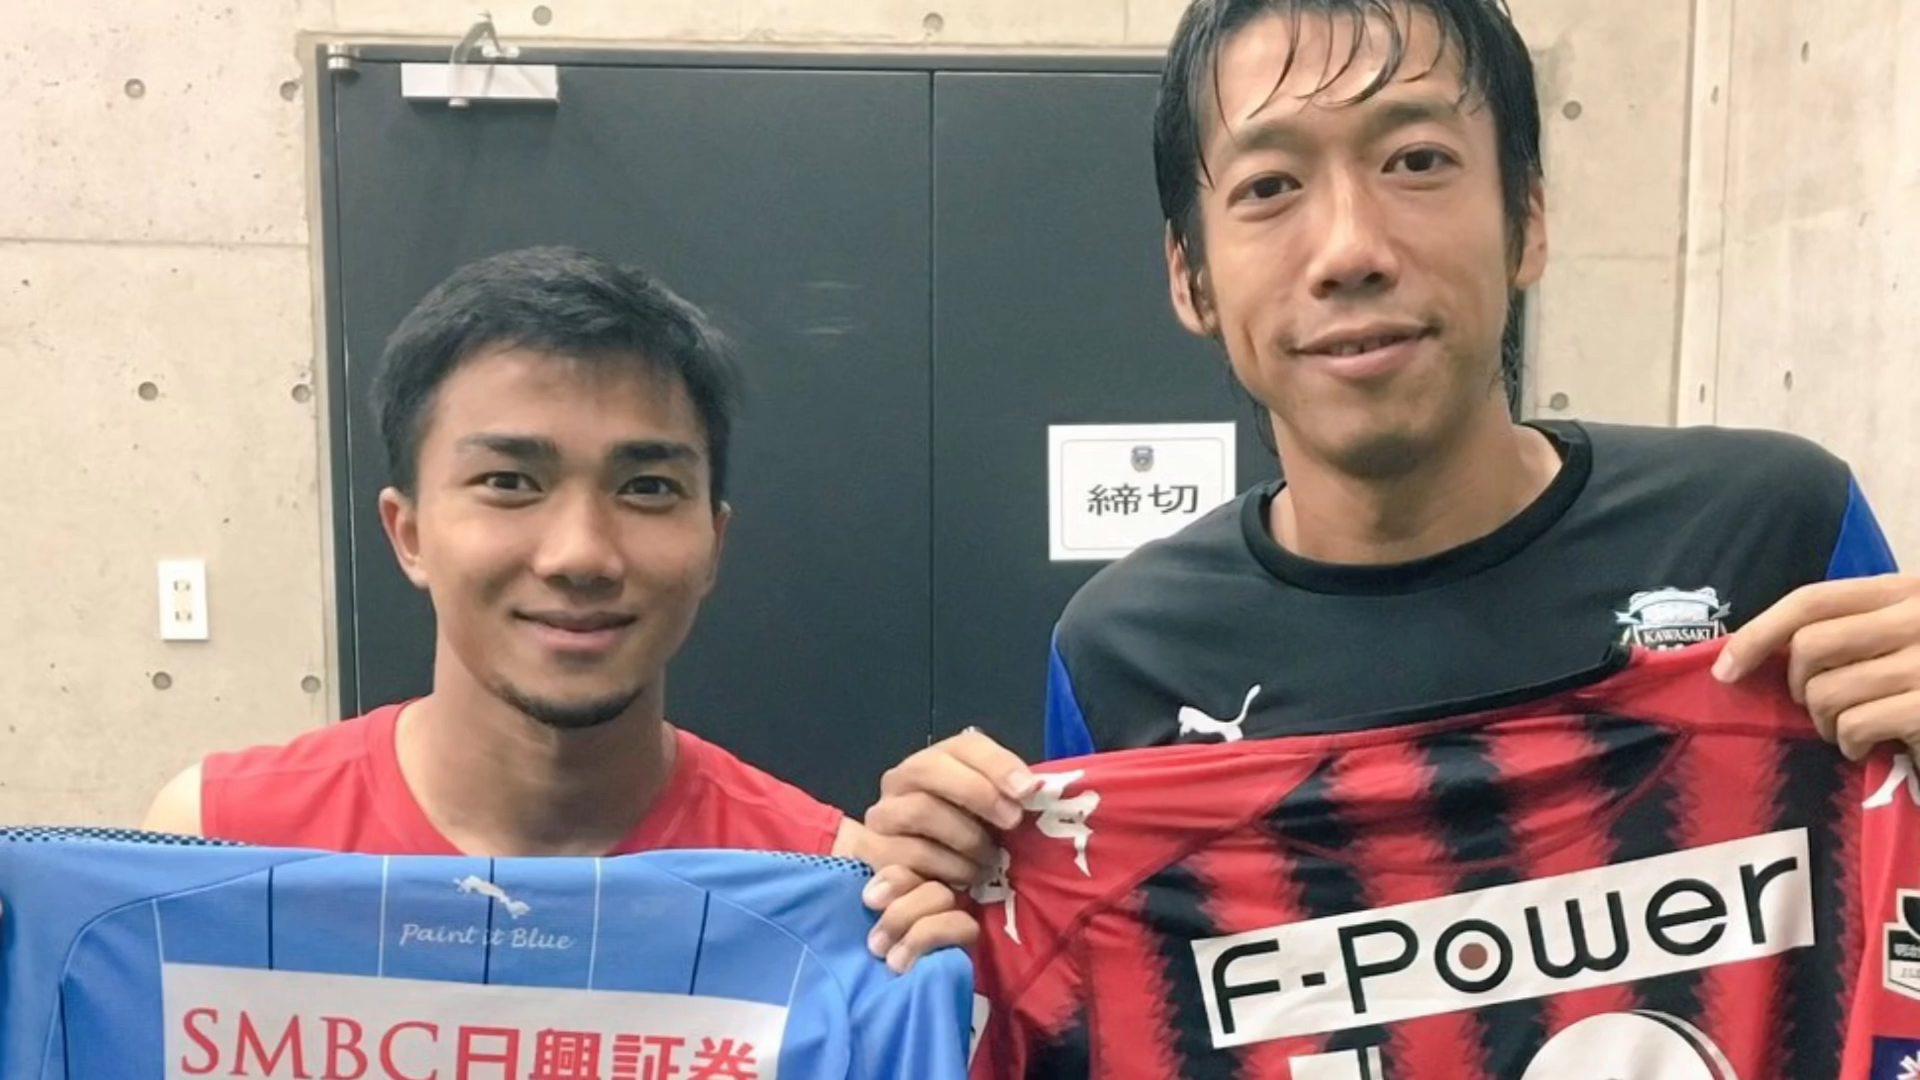 締切
KAWASAKI
Paint it Blue
SMBC日興証券
F-Power